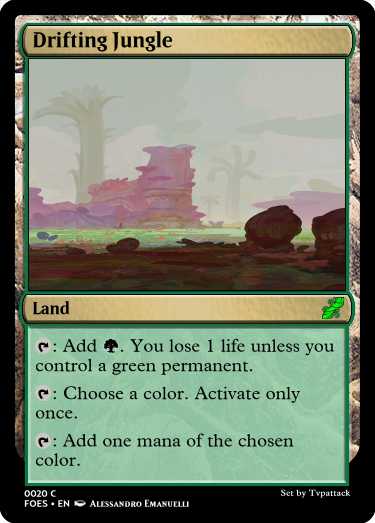 Drifting Jungle
Land
: Add . You lose 1 life unless you
control a green permanent.
: Choose a color. Activate only
once.
: Add one mana of the chosen
color.
0020 C
FOES • EN Alessandro Emanuelli
Set by Tvpattack